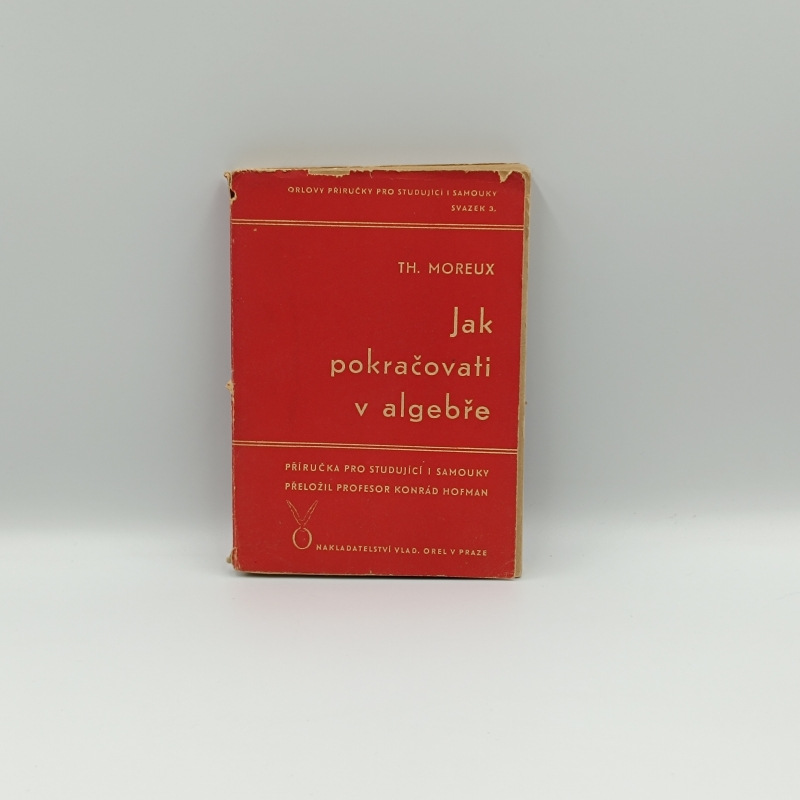 ORLOVY PŘÍRUČKY PRO STUDUJÍCÍ I SAMOUKY
SVAZEK 3.
TH. MOREUX
Jak
pokračovati
v algebře
PŘÍRUČKA PRO STUDUJÍCÍ I SAMOUKY
PŘELOŽIL PROFESOR KONRÁD HOFMAN
NAKLADATELSTVÍ VLAD. OREL V PRAZE